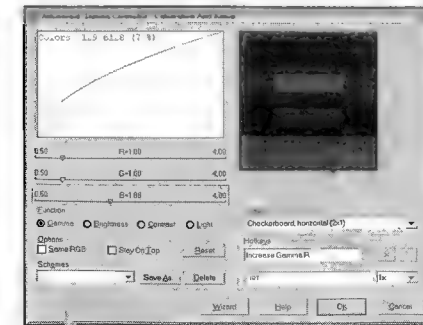 Colors
0.50 R=1.00 4.00
0.50 G=1.00 4.00
0.50 4.00
Function
Gamma Brightness Contrast Light
Options
Same RGB Stay On Top Reset
Schemes
Save As Delete
Checkerboard, horizontal (2x1)
Hotkeys
Increase Gamma R
1x
Wizard Help OK Cancel